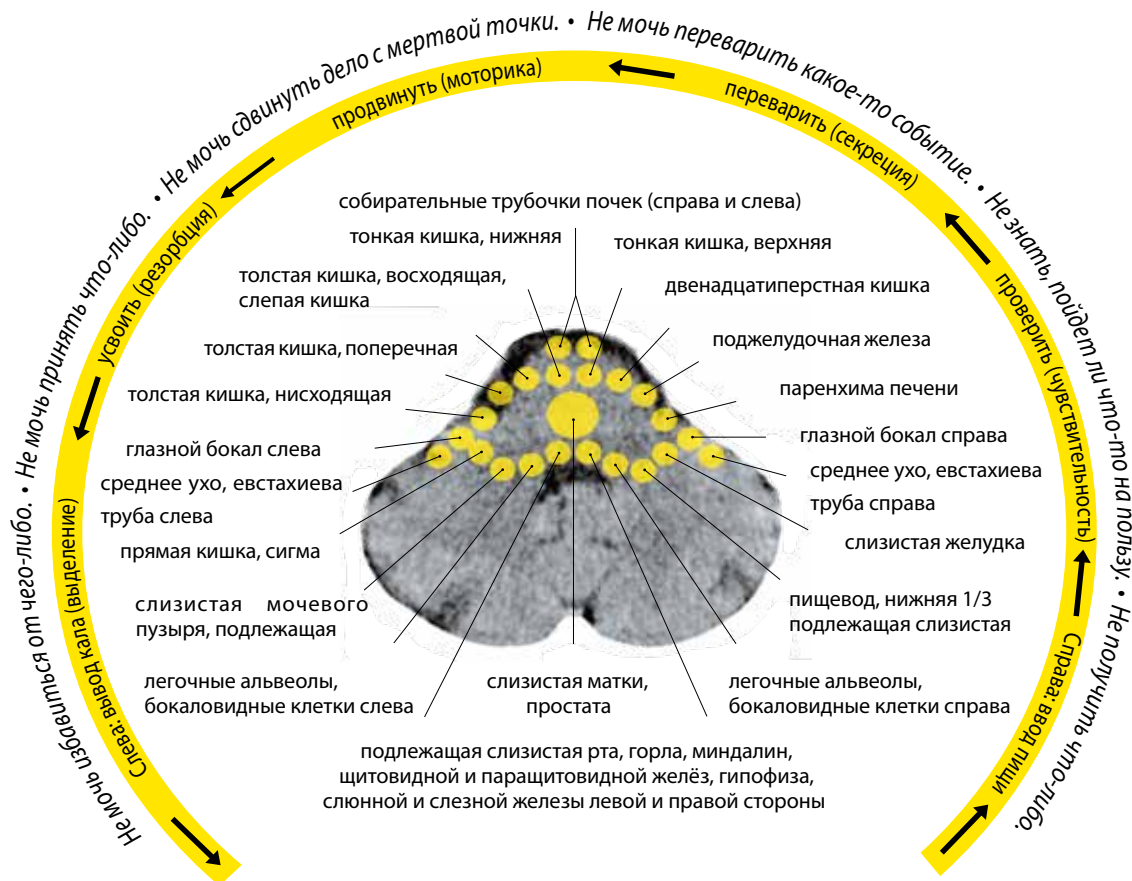 Не мочь избавиться от чего-либо. • Не мочь принять что-либо. • Не мочь сдвинуть дело с мертвой точки. • Не мочь переварить какое-то событие. • Не знать, пойдет ли что-то на пользу. • Не получить что-либо.
Слева: вывод кала (выделение)
усвоить (резорбция)
продвинуть (моторика)
переварить (секреция)
проверить (чувствительность)
Справа: ввод пищи
собирательные трубочки почек (справа и слева)
тонкая кишка, нижняя
тонкая кишка, верхняя
толстая кишка, восходящая,
слепая кишка
двенадцатиперстная кишка
толстая кишка, поперечная
поджелудочная железа
толстая кишка, нисходящая
паренхима печени
глазной бокал слева
глазной бокал справа
среднее ухо, евстахиева
труба слева
среднее ухо, евстахиева
труба справа
прямая кишка, сигма
слизистая желудка
слизистая мочевого
пузыря, подлежащая
пищевод, нижняя 1/3
подлежащая слизистая
легочные альвеолы,
бокаловидные клетки слева
слизистая матки,
простата
легочные альвеолы,
бокаловидные клетки справа
подлежащая слизистая рта, горла, миндалин,
щитовидной и паращитовидной желёз, гипофиза,
слюнной и слезной железы левой и правой стороны